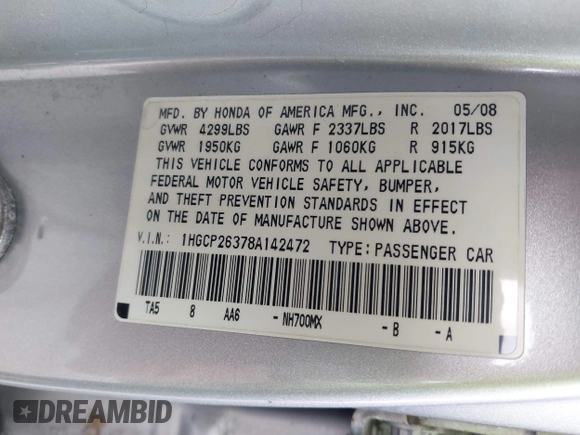 MFD. BY HONDA OF AMERICA MFG., INC. 05/08
GVWR 4299LBS GAWR F 2337LBS R 2017LBS
GVWR 1950KG GAWR F 1060KG R 915KG
THIS VEHICLE CONFORMS TO ALL APPLICABLE
FEDERAL MOTOR VEHICLE SAFETY, BUMPER,
AND THEFT PREVENTION STANDARDS IN EFFECT
ON THE DATE OF MANUFACTURE SHOWN ABOVE.
V.I.N.: 1HGCP26378A142472 TYPE:PASSENGER CAR
TA5 8 AA6 -NH700MX -B -A
DREAMBID